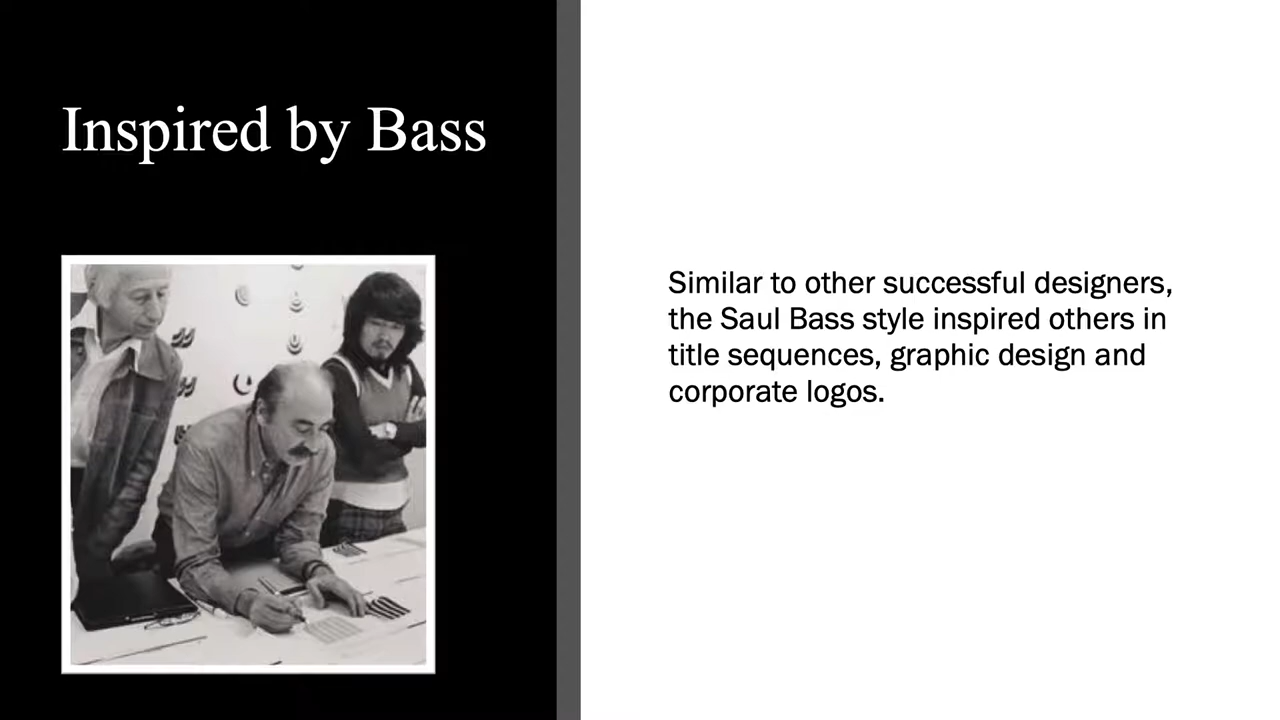 Inspired by Bass
Similar to other successful designers,
the Saul Bass style inspired others in
title sequences, graphic design and
corporate logos.